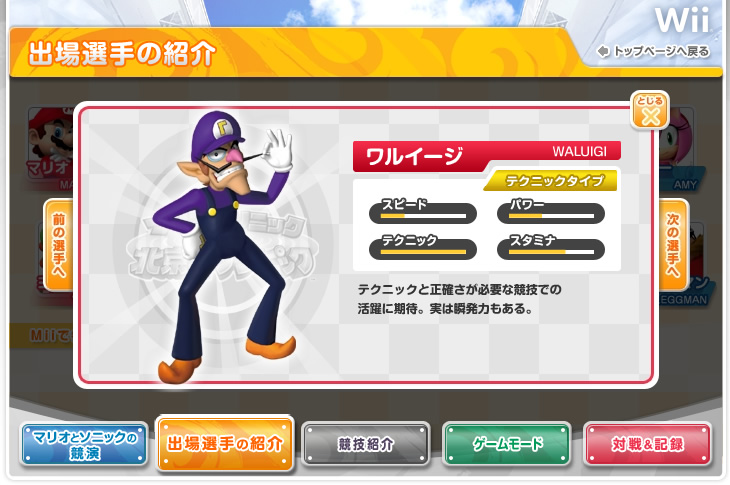 Wii
出場選手の紹介
トップページへ戻る
とじる
マリオ
ワルイージ
WALUIGI
AMY
テクニックタイプ
スピード
パワー
テクニック
スタミナ
前の選手へ
次の選手へ
テクニックと正確さが必要な競技での
活躍に期待。実は瞬発力もある。
EGGMAN
マリオとソニックの
競演
出場選手の紹介
競技紹介
ゲームモード
対戦&記録